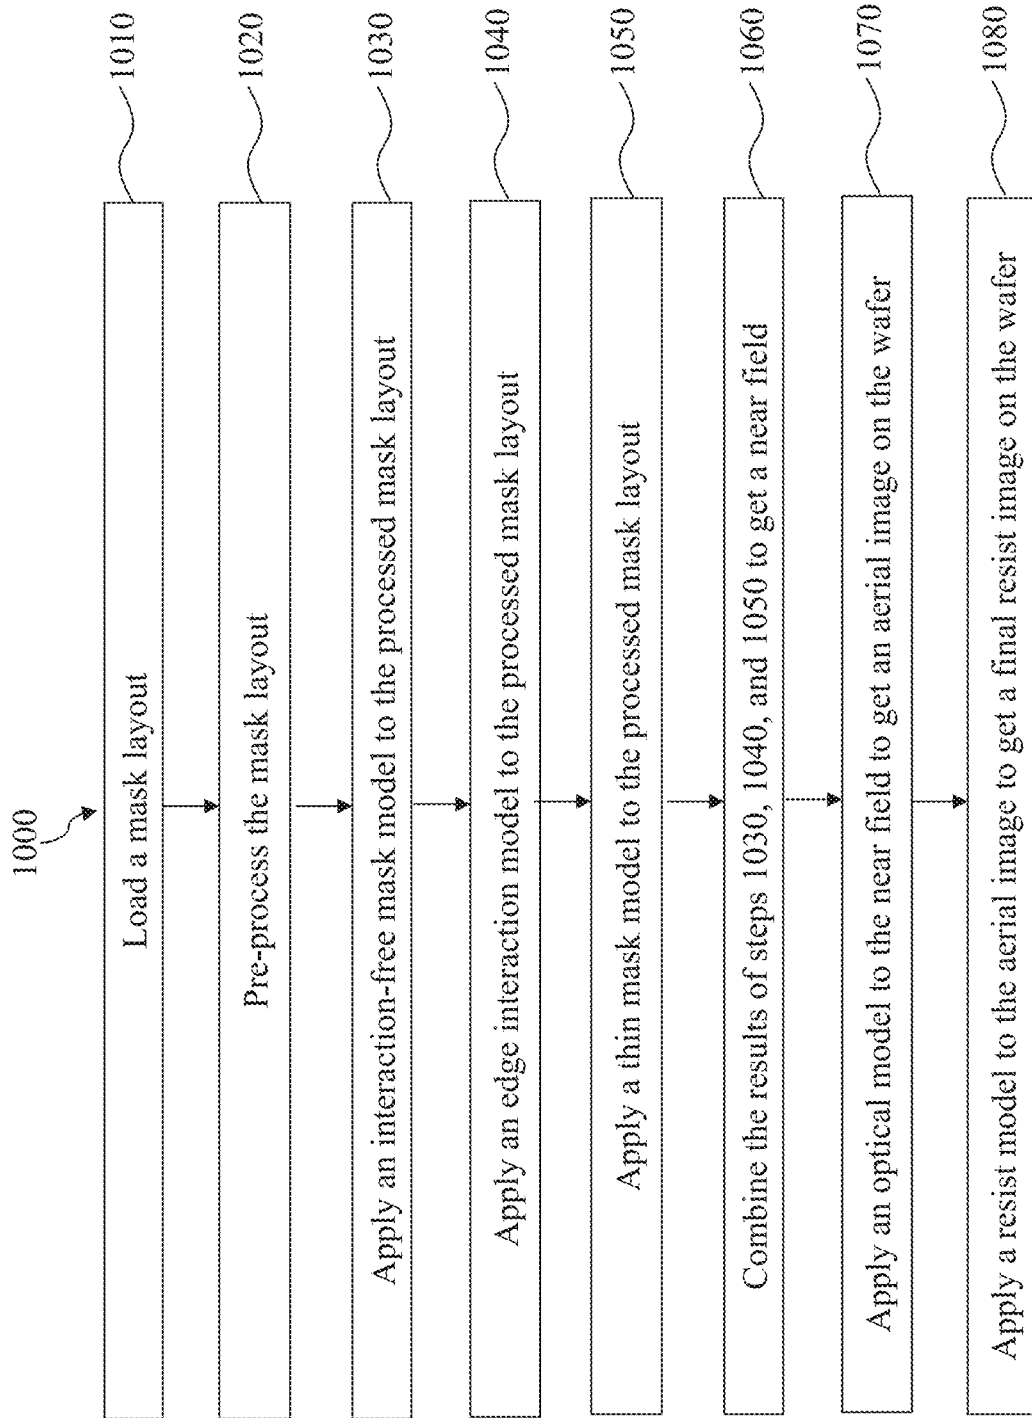 1000
Load a mask layout
1010
Pre-process the mask layout
1020
Apply an interaction-free mask model to the processed mask layout
1030
Apply an edge interaction model to the processed mask layout
1040
Apply a thin mask model to the processed mask layout
1050
Combine the results of steps 1030, 1040, and 1050 to get a near field
1060
Apply an optical model to the near field to get an aerial image on the wafer
1070
Apply a resist model to the aerial image to get a final resist image on the wafer
1080